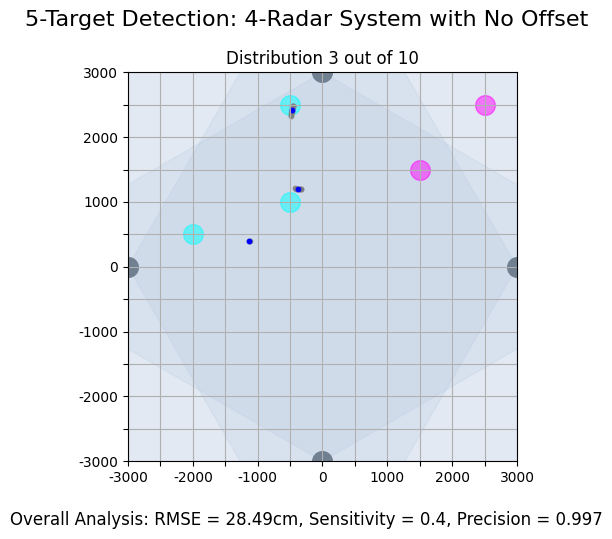 5-Target Detection: 4-Radar System with No Offset
Distribution 3 out of 10
3000
2000
1000
0
-1000
-2000
-3000
-3000 -2000 -1000 0 1000 2000 3000
Overall Analysis: RMSE = 28.49cm, Sensitivity = 0.4, Precision = 0.997